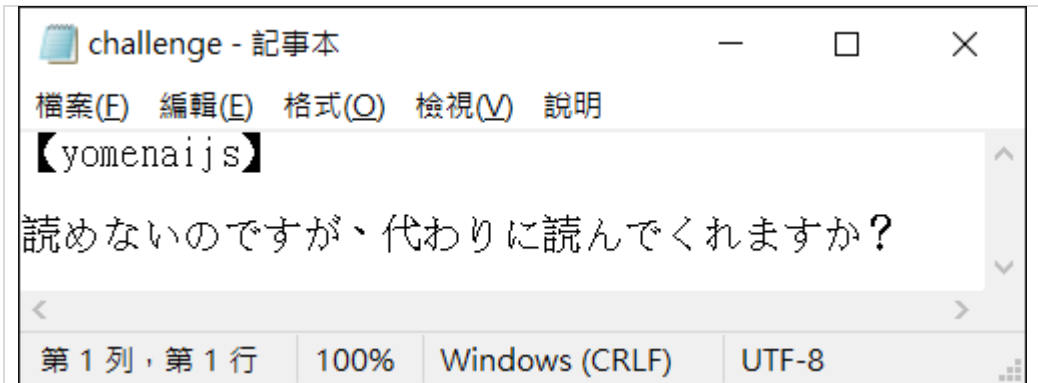 challenge - 記事本
檔案(F) 編輯(E) 格式(O) 檢視(V) 說明
【yomenaijs】
読めないのですが、代わりに読んでくれますか？
第 1 列，第 1 行 100% Windows (CRLF) UTF-8